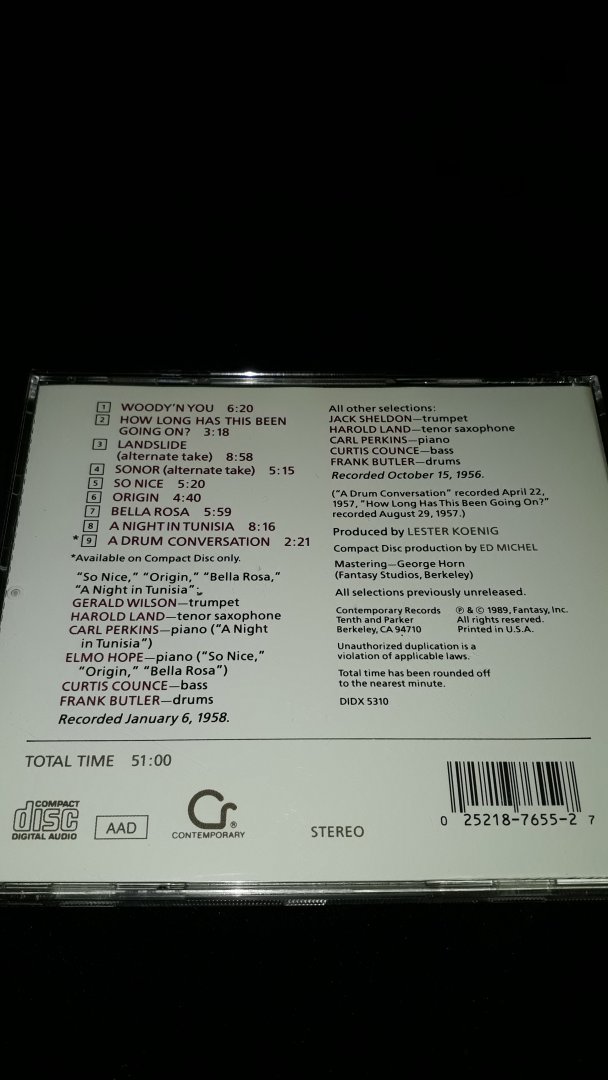 1 WOODY'N YOU 6:20
2 HOW LONG HAS THIS BEEN
GOING ON? 3:18
3 LANDSLIDE
(alternate take) 8:58
4 SONOR (alternate take) 5:15
5 SO NICE 5:20
6 ORIGIN 4:40
7 BELLA ROSA 5:59
8 A NIGHT IN TUNISIA 8:16
*9 A DRUM CONVERSATION 2:21
*Available on Compact Disc only.
"So Nice," "Origin," "Bella Rosa,"
"A Night in Tunisia":
GERALD WILSON—trumpet
HAROLD LAND—tenor saxophone
CARL PERKINS—piano ("A Night
in Tunisia")
ELMO HOPE—piano ("So Nice,"
"Origin," "Bella Rosa")
CURTIS COUNCE—bass
FRANK BUTLER—drums
Recorded January 6, 1958.
All other selections:
JACK SHELDON—trumpet
HAROLD LAND—tenor saxophone
CARL PERKINS—piano
CURTIS COUNCE—bass
FRANK BUTLER—drums
Recorded October 15, 1956.
("A Drum Conversation" recorded April 22,
1957, "How Long Has This Been Going On?"
recorded August 29, 1957.)
Produced by LESTER KOENIG
Compact Disc production by ED MICHEL
Mastering—George Horn
(Fantasy Studios, Berkeley)
All selections previously unreleased.
Contemporary Records
Tenth and Parker
Berkeley, CA 94710
℗ & © 1989, Fantasy, Inc.
All rights reserved.
Printed in U.S.A.
Unauthorized duplication is a
violation of applicable laws.
Total time has been rounded off
to the nearest minute.
DIDX 5310
TOTAL TIME 51:00
COMPACT
disc
DIGITAL AUDIO
AAD
Cr®
CONTEMPORARY
STEREO
0 25218-7655-2 7